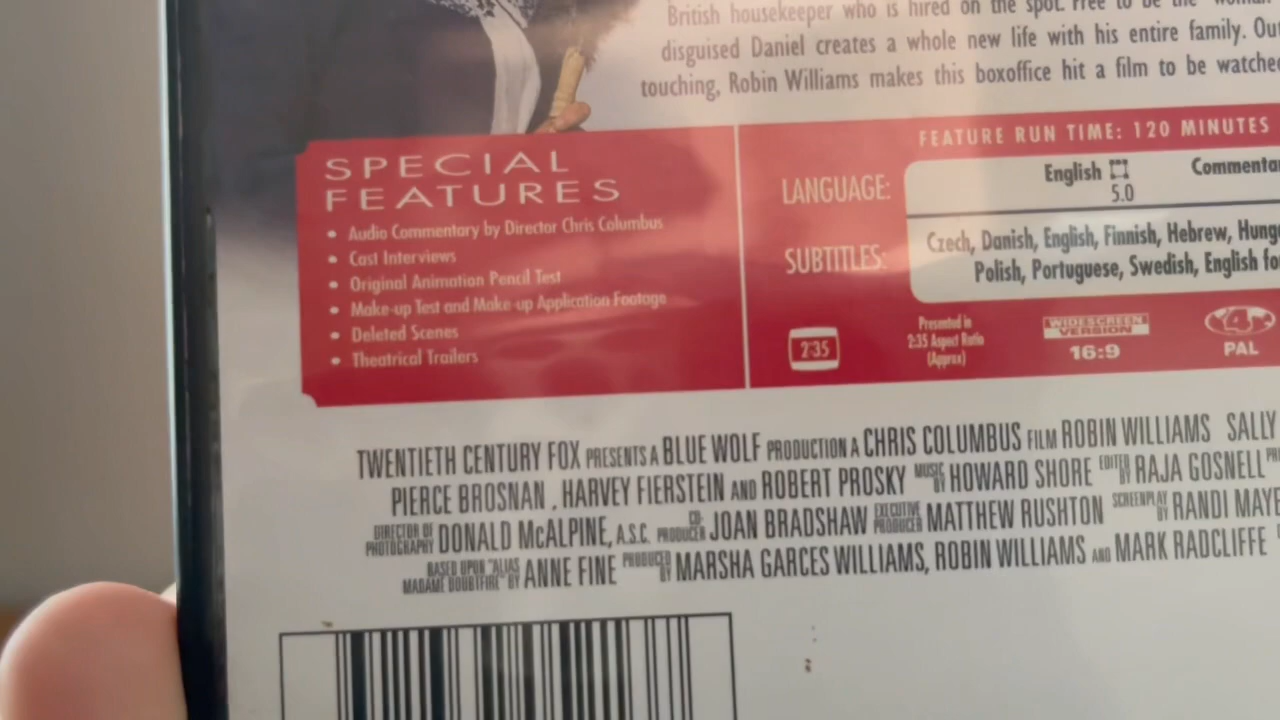 British housekeeper who is hired on the spot. Free to be the "woman
disguised Daniel creates a whole new life with his entire family. Ou
touching, Robin Williams makes this boxoffice hit a film to be watche
SPECIAL
FEATURES
• Audio Commentary by Director Chris Columbus
• Cast Interviews
• Original Animation Pencil Test
• Make-up Test and Make-up Application Footage
• Deleted Scenes
• Theatrical Trailers
FEATURE RUN TIME: 120 MINUTES
LANGUAGE:
English
5.0
Commenta
SUBTITLES:
Czech, Danish, English, Finnish, Hebrew, Hung
Polish, Portuguese, Swedish, English fo
2:35
Presented in
2:35 Aspect Ratio
(Approx)
WIDESCREEN
VERSION
16:9
4
PAL
TWENTIETH CENTURY FOX PRESENTS A BLUE WOLF PRODUCTION A CHRIS COLUMBUS FILM ROBIN WILLIAMS SALLY
PIERCE BROSNAN, HARVEY FIERSTEIN AND ROBERT PROSKY MUSIC BY HOWARD SHORE EDITED BY RAJA GOSNELL
DIRECTOR OF PHOTOGRAPHY DONALD McALPINE, A.S.C. CO-PRODUCER JOAN BRADSHAW EXECUTIVE PRODUCER MATTHEW RUSHTON SCREENPLAY BY RANDI MAYE
BASED UPON "ALIAS MADAME DOUBTFIRE" BY ANNE FINE PRODUCED BY MARSHA GARCES WILLIAMS, ROBIN WILLIAMS AND MARK RADCLIFFE